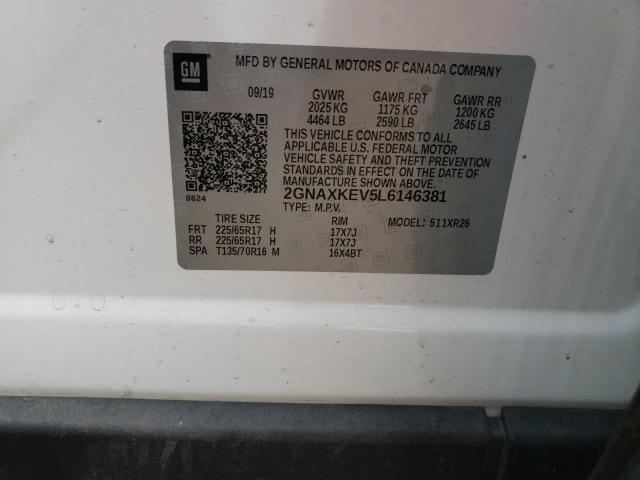 GM
MFD BY GENERAL MOTORS OF CANADA COMPANY
09/19 GVWR GAWR FRT GAWR RR
2025 KG 1175 KG 1200 KG
4464 LB 2590 LB 2645 LB
THIS VEHICLE CONFORMS TO ALL
APPLICABLE U.S. FEDERAL MOTOR
VEHICLE SAFETY AND THEFT PREVENTION
STANDARDS IN EFFECT ON THE DATE OF
MANUFACTURE SHOWN ABOVE.
8624
2GNAXKEV5L6146381
TYPE: M.P.V.
TIRE SIZE RIM MODEL: 511XR26
FRT 225/65R17 H 17X7J
RR 225/65R17 H 17X7J
SPA T135/70R16 M 16X4BT